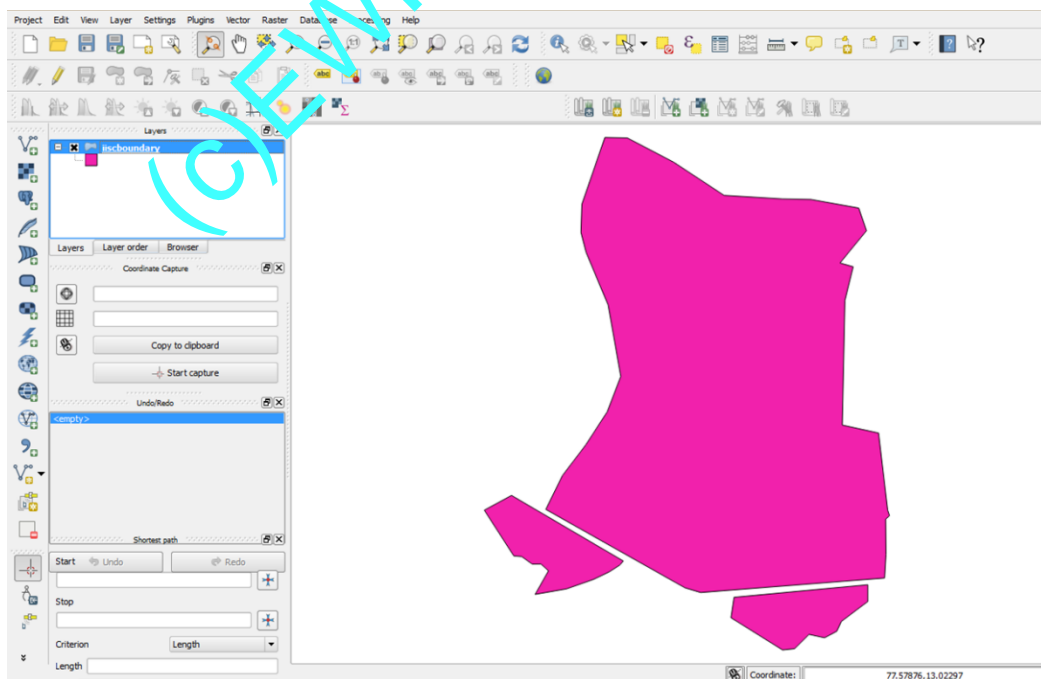 Project Edit View Layer Settings Plugins Vector Raster Help
Layers
iiscboundary
Layers Layer order Browser
Coordinate Capture
Copy to clipboard
Start capture
Undo/Redo
<empty>
Shortest path
Start Undo Redo
Stop
Criterion Length
Length
Coordinate: 77.57876,13.02297
(c)EW